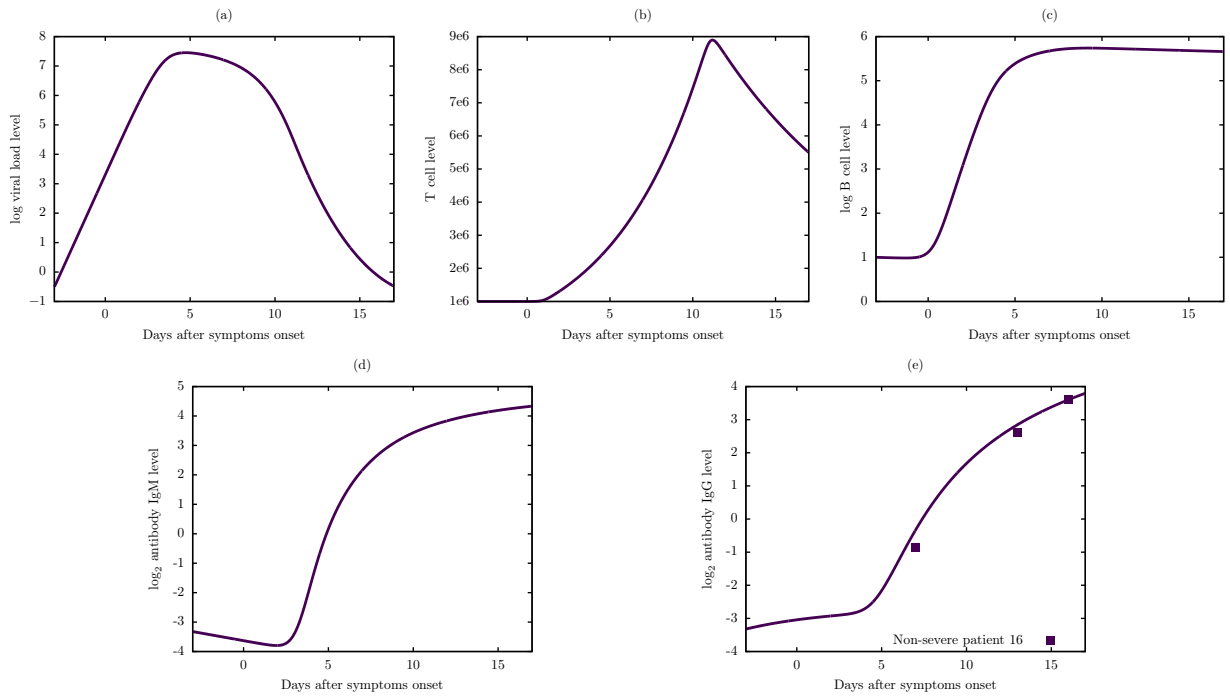 (a)
8
7
6
5
4
3
2
1
0
−1
log viral load level
0
5
10
15
Days after symptoms onset
(b)
9e6
8e6
7e6
6e6
5e6
4e6
3e6
2e6
1e6
T cell level
0
5
10
15
Days after symptoms onset
(c)
6
5
4
3
2
1
0
log B cell level
0
5
10
15
Days after symptoms onset
(d)
5
4
3
2
1
0
-1
-2
-3
-4
log₂ antibody IgM level
0
5
10
15
Days after symptoms onset
(e)
4
3
2
1
0
-1
-2
-3
-4
log₂ antibody IgG level
Non-severe patient 16
0
5
10
15
Days after symptoms onset